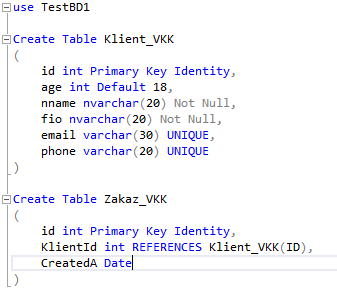 use TestBD1
Create Table Klient_VKK
(
id int Primary Key Identity,
age int Default 18,
nname nvarchar(20) Not Null,
fio nvarchar(20) Not Null,
email varchar(30) UNIQUE,
phone varchar(20) UNIQUE
)
Create Table Zakaz_VKK
(
id int Primary Key Identity,
KlientId int REFERENCES Klient_VKK(ID),
CreatedA Date
)